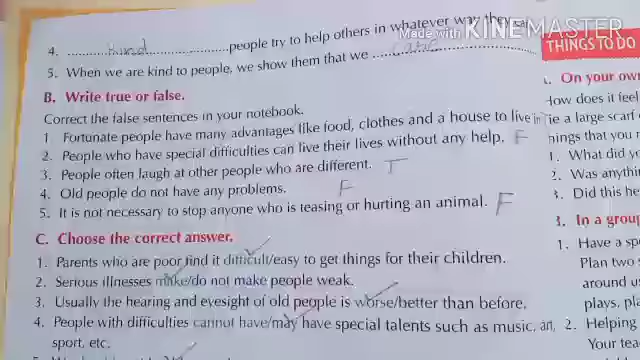 Made with KINEMASTER
4. ........kind........people try to help others in whatever way they can
5. When we are kind to people, we show them that we ........care........
THINGS TO DO
B. Write true or false.
Correct the false sentences in your notebook.
1 Fortunate people have many advantages like food, clothes and a house to live in
2. People who have special difficulties can live their lives without any help. F
3. People often laugh at other people who are different. T
4. Old people do not have any problems. F
5. It is not necessary to stop anyone who is teasing or hurting an animal. F
C. Choose the correct answer.
1. Parents who are poor find it difficult/easy to get things for their children.
2. Serious illnesses make/do not make people weak.
3. Usually the hearing and eyesight of old people is worse/better than before.
4. People with difficulties cannot have/may have special talents such as music, art,
sport, etc.
5.
On your own
How does it feel
a large scarf
hings that you
1. What did yo
2. Was anythi
3. Did this he
3. In a group
1. Have a sp
Plan two
around us
plays, pla
2. Helping
Your tea